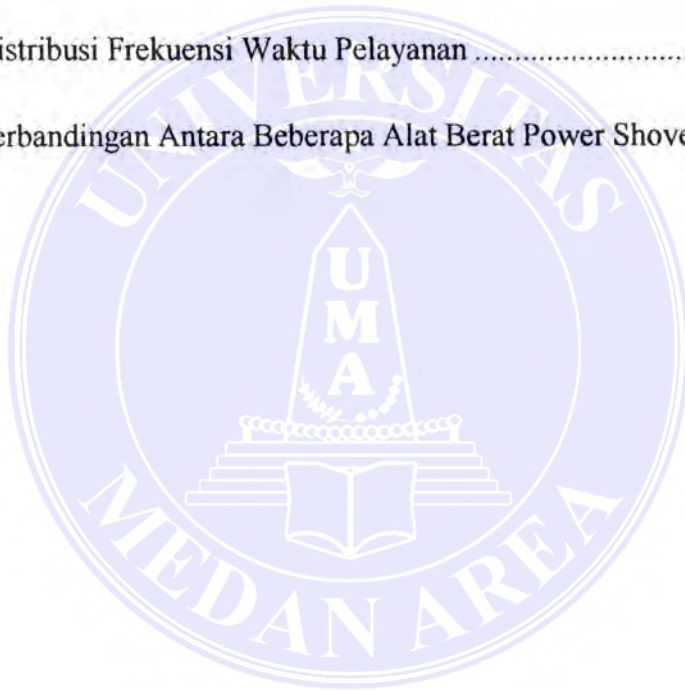 istribusi Frekuensi Waktu Pelayanan ............................
erbandingan Antara Beberapa Alat Berat Power Shove
UNIVERSITAS
U
M
A
MEDAN AREA